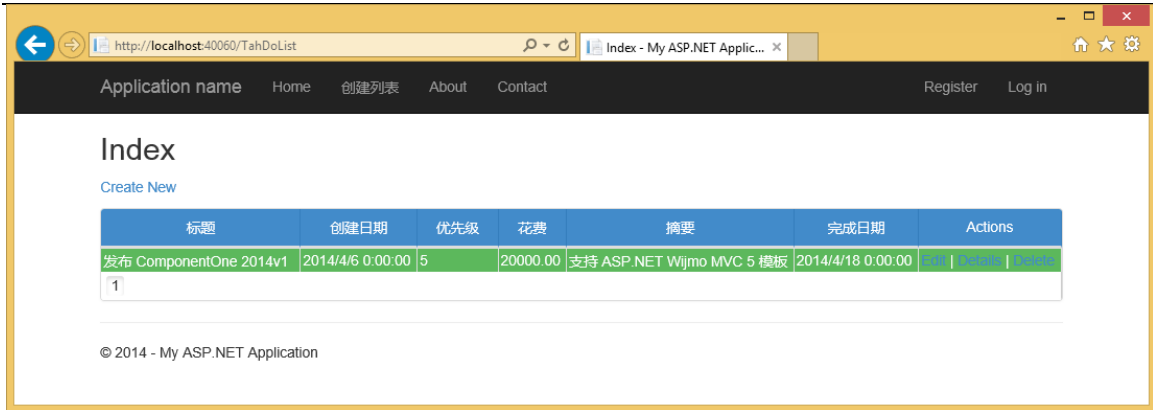 http://localhost:40060/TahDoList
Index - My ASP.NET Applic...
Application name Home 创建列表 About Contact Register Log in
Index
Create New
标题 创建日期 优先级 花费 摘要 完成日期 Actions
发布 ComponentOne 2014v1 2014/4/6 0:00:00 5 20000.00 支持 ASP.NET Wijmo MVC 5 模板 2014/4/18 0:00:00 Edit | Details | Delete
1
© 2014 - My ASP.NET Application